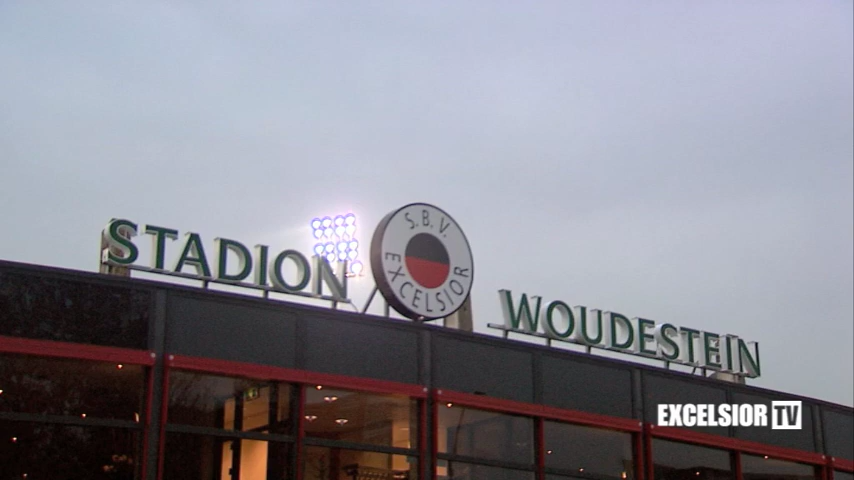 STADION
S.B.V.
EXCELSIOR
WOUDESTEIN
EXCELSIOR TV